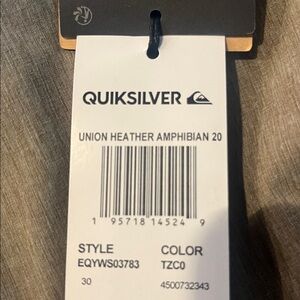 QUIKSILVER
UNION HEATHER AMPHIBIAN 20
1 95718 14524 9
STYLE COLOR
EQYWS03783 TZC0
30 4500732343